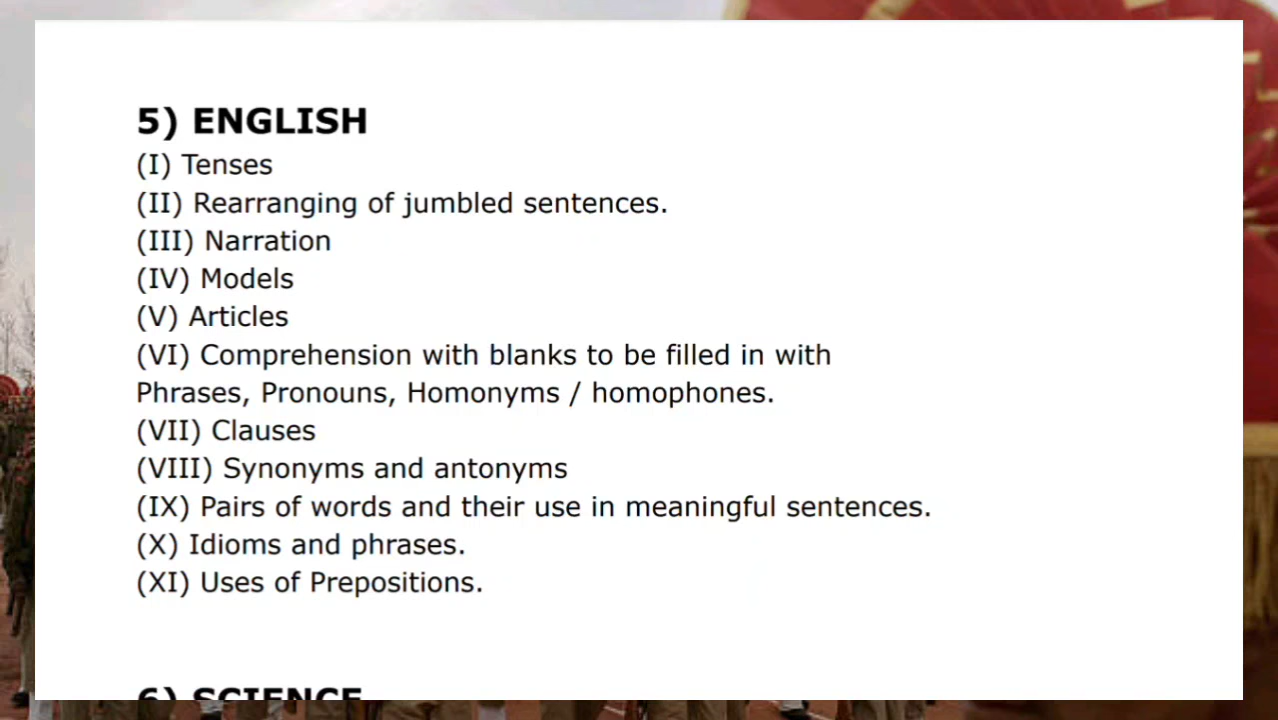 5) ENGLISH
(I) Tenses
(II) Rearranging of jumbled sentences.
(III) Narration
(IV) Models
(V) Articles
(VI) Comprehension with blanks to be filled in with
Phrases, Pronouns, Homonyms / homophones.
(VII) Clauses
(VIII) Synonyms and antonyms
(IX) Pairs of words and their use in meaningful sentences.
(X) Idioms and phrases.
(XI) Uses of Prepositions.
6) SCIENCE